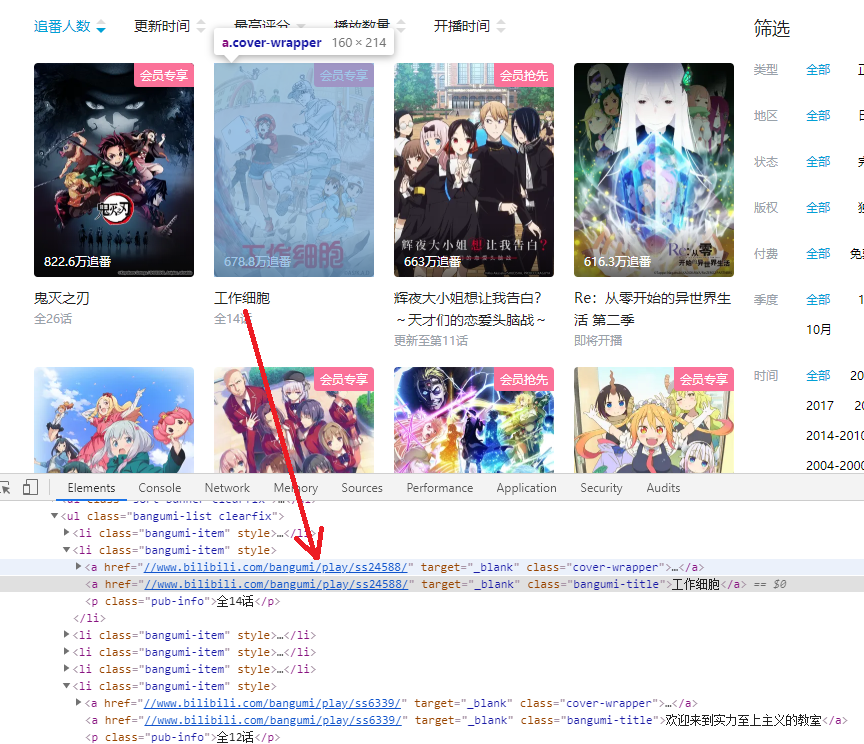 追番人数 更新时间 最高评分 播放数量 开播时间 筛选
a.cover-wrapper 160 × 214
会员专享 会员专享 会员抢先 类型 全部
地区 全部
状态 全部
鬼灭之刃 版权 全部
辉夜大小姐想让我告白?
工作细胞
822.6万追番 678.8万追番 663万追番 616.3万追番 付费 全部
鬼灭之刃 工作细胞 辉夜大小姐想让我告白? Re：从零开始的异世界生 季度 全部
全26话 全14话 ～天才们的恋爱头脑战～ 活 第二季 10月
更新至第11话 即将开播
会员专享 会员抢先 会员专享 时间 全部 20
2017 20
2014-2010
2004-2000
Elements Console Network Memory Sources Performance Application Security Audits
<ul class="bangumi-list clearfix">
<li class="bangumi-item" style>…</li>
<li class="bangumi-item" style>
<a href="//www.bilibili.com/bangumi/play/ss24588/" target="_blank" class="cover-wrapper">…</a>
<a href="//www.bilibili.com/bangumi/play/ss24588/" target="_blank" class="bangumi-title">工作细胞</a> == $0
<p class="pub-info">全14话</p>
</li>
<li class="bangumi-item" style>…</li>
<li class="bangumi-item" style>…</li>
<li class="bangumi-item" style>…</li>
<li class="bangumi-item" style>
<a href="//www.bilibili.com/bangumi/play/ss6339/" target="_blank" class="cover-wrapper">…</a>
<a href="//www.bilibili.com/bangumi/play/ss6339/" target="_blank" class="bangumi-title">欢迎来到实力至上主义的教室</a>
<p class="pub-info">全12话</p>